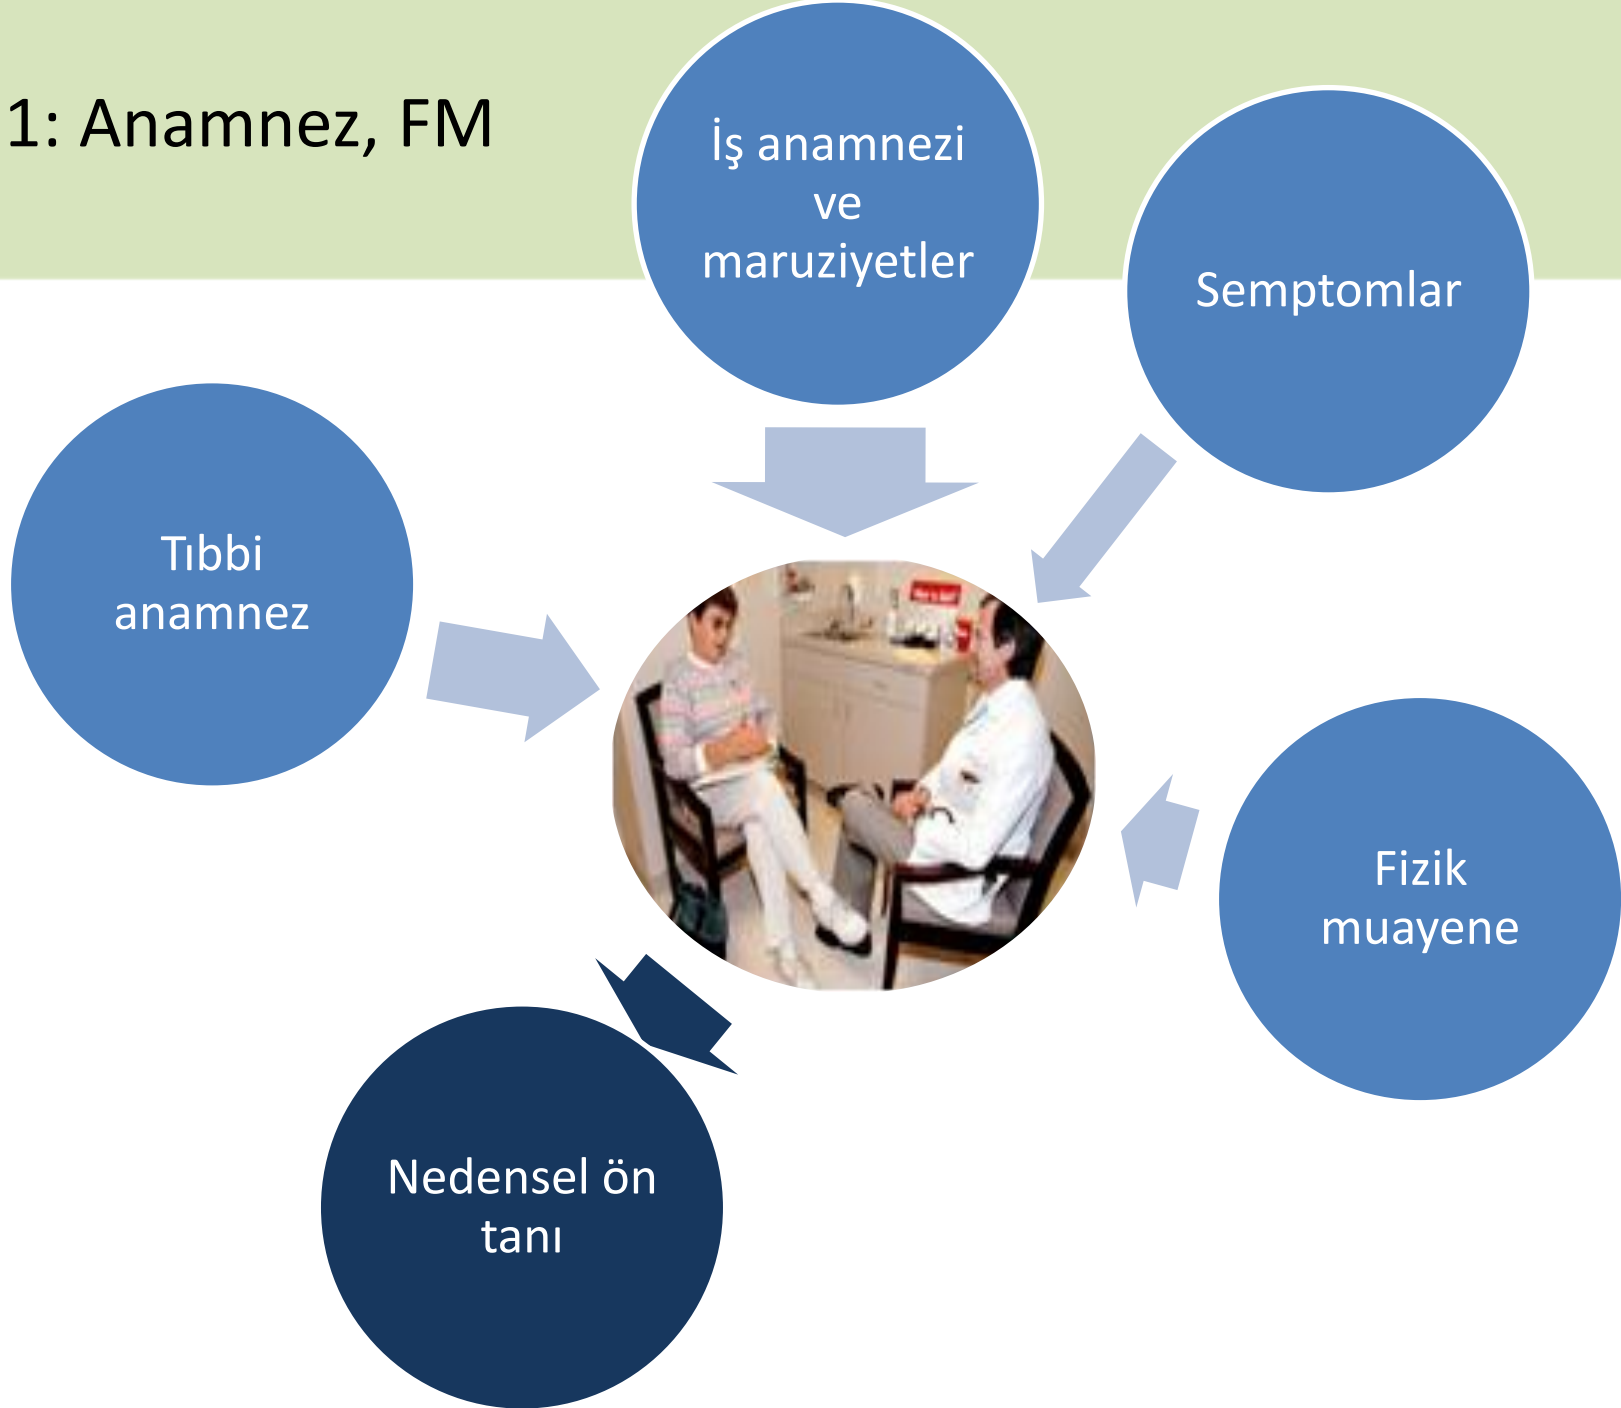 1: Anamnez, FM
İş anamnezi
ve
maruziyetler
Semptomlar
Tıbbi
anamnez
Fizik
muayene
Nedensel ön
tanı